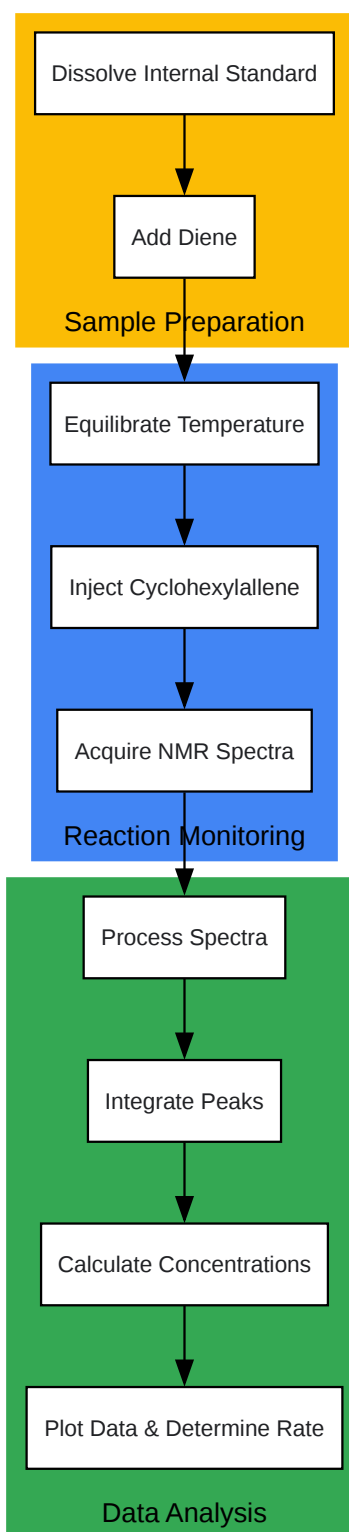 Dissolve Internal Standard
Add Diene
Sample Preparation
Equilibrate Temperature
Inject Cyclohexylallene
Acquire NMR Spectra
Reaction Monitoring
Process Spectra
Integrate Peaks
Calculate Concentrations
Plot Data & Determine Rate
Data Analysis